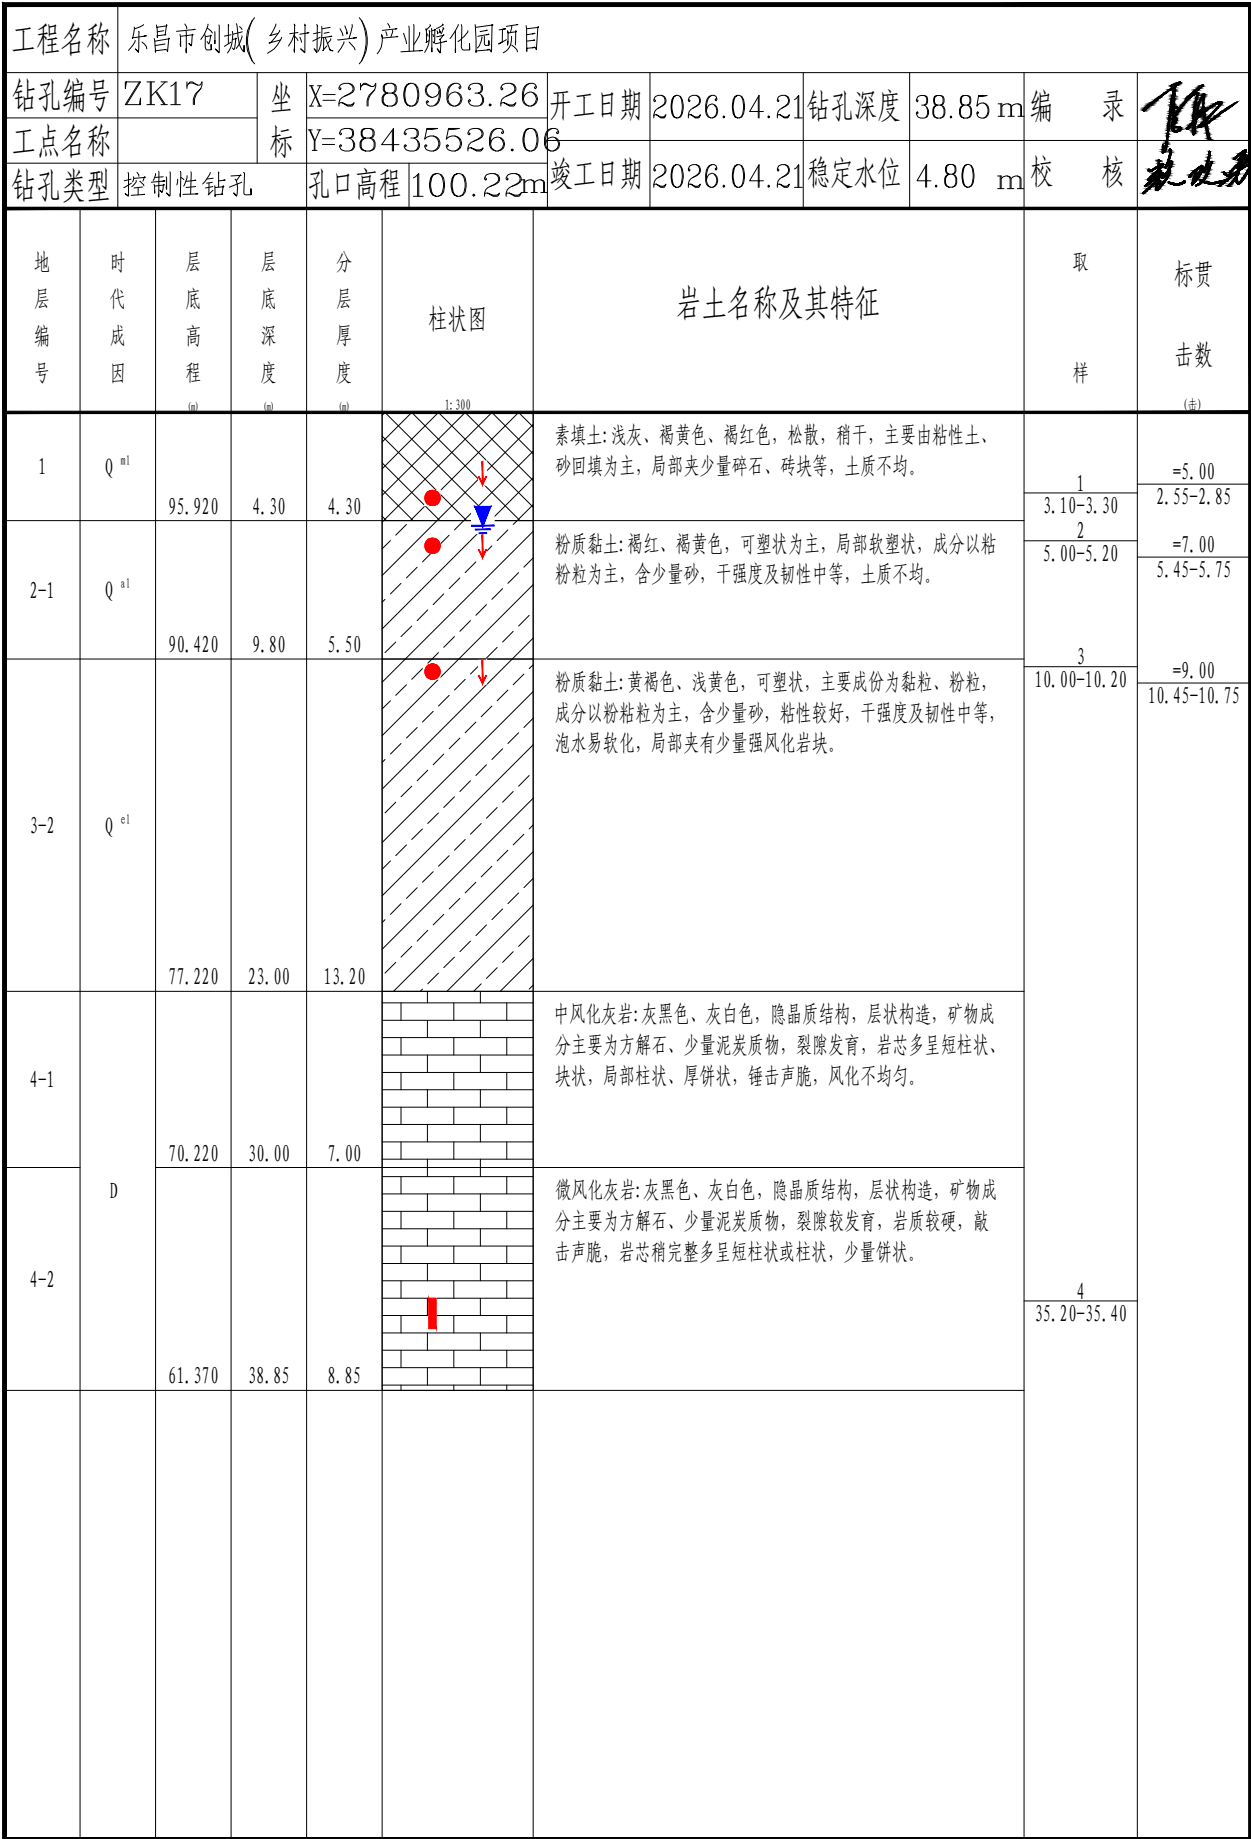 工程名称 乐昌市创城(乡村振兴)产业孵化园项目
钻孔编号 ZK17 坐标 X=2780963.26 开工日期 2026.04.21 钻孔深度 38.85 m 编 录
工点名称 Y=38435526.06
钻孔类型 控制性钻孔 孔口高程 100.22m 竣工日期 2026.04.21 稳定水位 4.80 m 校 核
地层编号 时代成因 层底高程(m) 层底深度(m) 分层厚度(m) 柱状图 1:300 岩土名称及其特征 取样 标贯击数(击)
素填土:浅灰、褐黄色、褐红色，松散，稍干，主要由粘性土、
砂回填为主，局部夹少量碎石、砖块等，土质不均。
1 Q ml 95.920 4.30 4.30
1
3.10-3.30
=5.00
2.55-2.85
粉质黏土:褐红、褐黄色，可塑状为主，局部软塑状，成分以粘
粉粒为主，含少量砂，干强度及韧性中等，土质不均。
2-1 Q al 90.420 9.80 5.50
2
5.00-5.20
=7.00
5.45-5.75
粉质黏土:黄褐色、浅黄色，可塑状，主要成份为黏粒、粉粒，
成分以粉粘粒为主，含少量砂，粘性较好，干强度及韧性中等，
泡水易软化，局部夹有少量强风化岩块。
3-2 Q el 77.220 23.00 13.20
3
10.00-10.20
=9.00
10.45-10.75
中风化灰岩:灰黑色、灰白色，隐晶质结构，层状构造，矿物成
分主要为方解石、少量泥炭质物，裂隙发育，岩芯多呈短柱状、
块状，局部柱状、厚饼状，锤击声脆，风化不均匀。
4-1 70.220 30.00 7.00
D
微风化灰岩:灰黑色、灰白色，隐晶质结构，层状构造，矿物成
分主要为方解石、少量泥炭质物，裂隙较发育，岩质较硬，敲
击声脆，岩芯稍完整多呈短柱状或柱状，少量饼状。
4-2 61.370 38.85 8.85
4
35.20-35.40